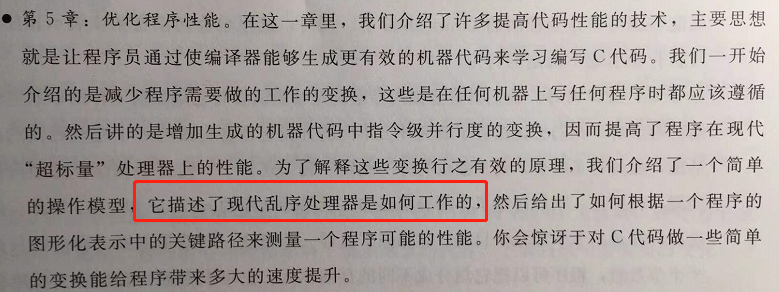 ● 第 5 章：优化程序性能。在这一章里，我们介绍了许多提高代码性能的技术，主要思想
就是让程序员通过使编译器能够生成更有效的机器代码来学习编写 C 代码。我们一开始
介绍的是减少程序需要做的工作的变换，这些是在任何机器上写任何程序时都应该遵循
的。然后讲的是增加生成的机器代码中指令级并行度的变换，因而提高了程序在现代
“超标量”处理器上的性能。为了解释这些变换行之有效的原理，我们介绍了一个简单
的操作模型，它描述了现代乱序处理器是如何工作的，然后给出了如何根据一个程序的
图形化表示中的关键路径来测量一个程序可能的性能。你会惊讶于对 C 代码做一些简单
的变换能给程序带来多大的速度提升。